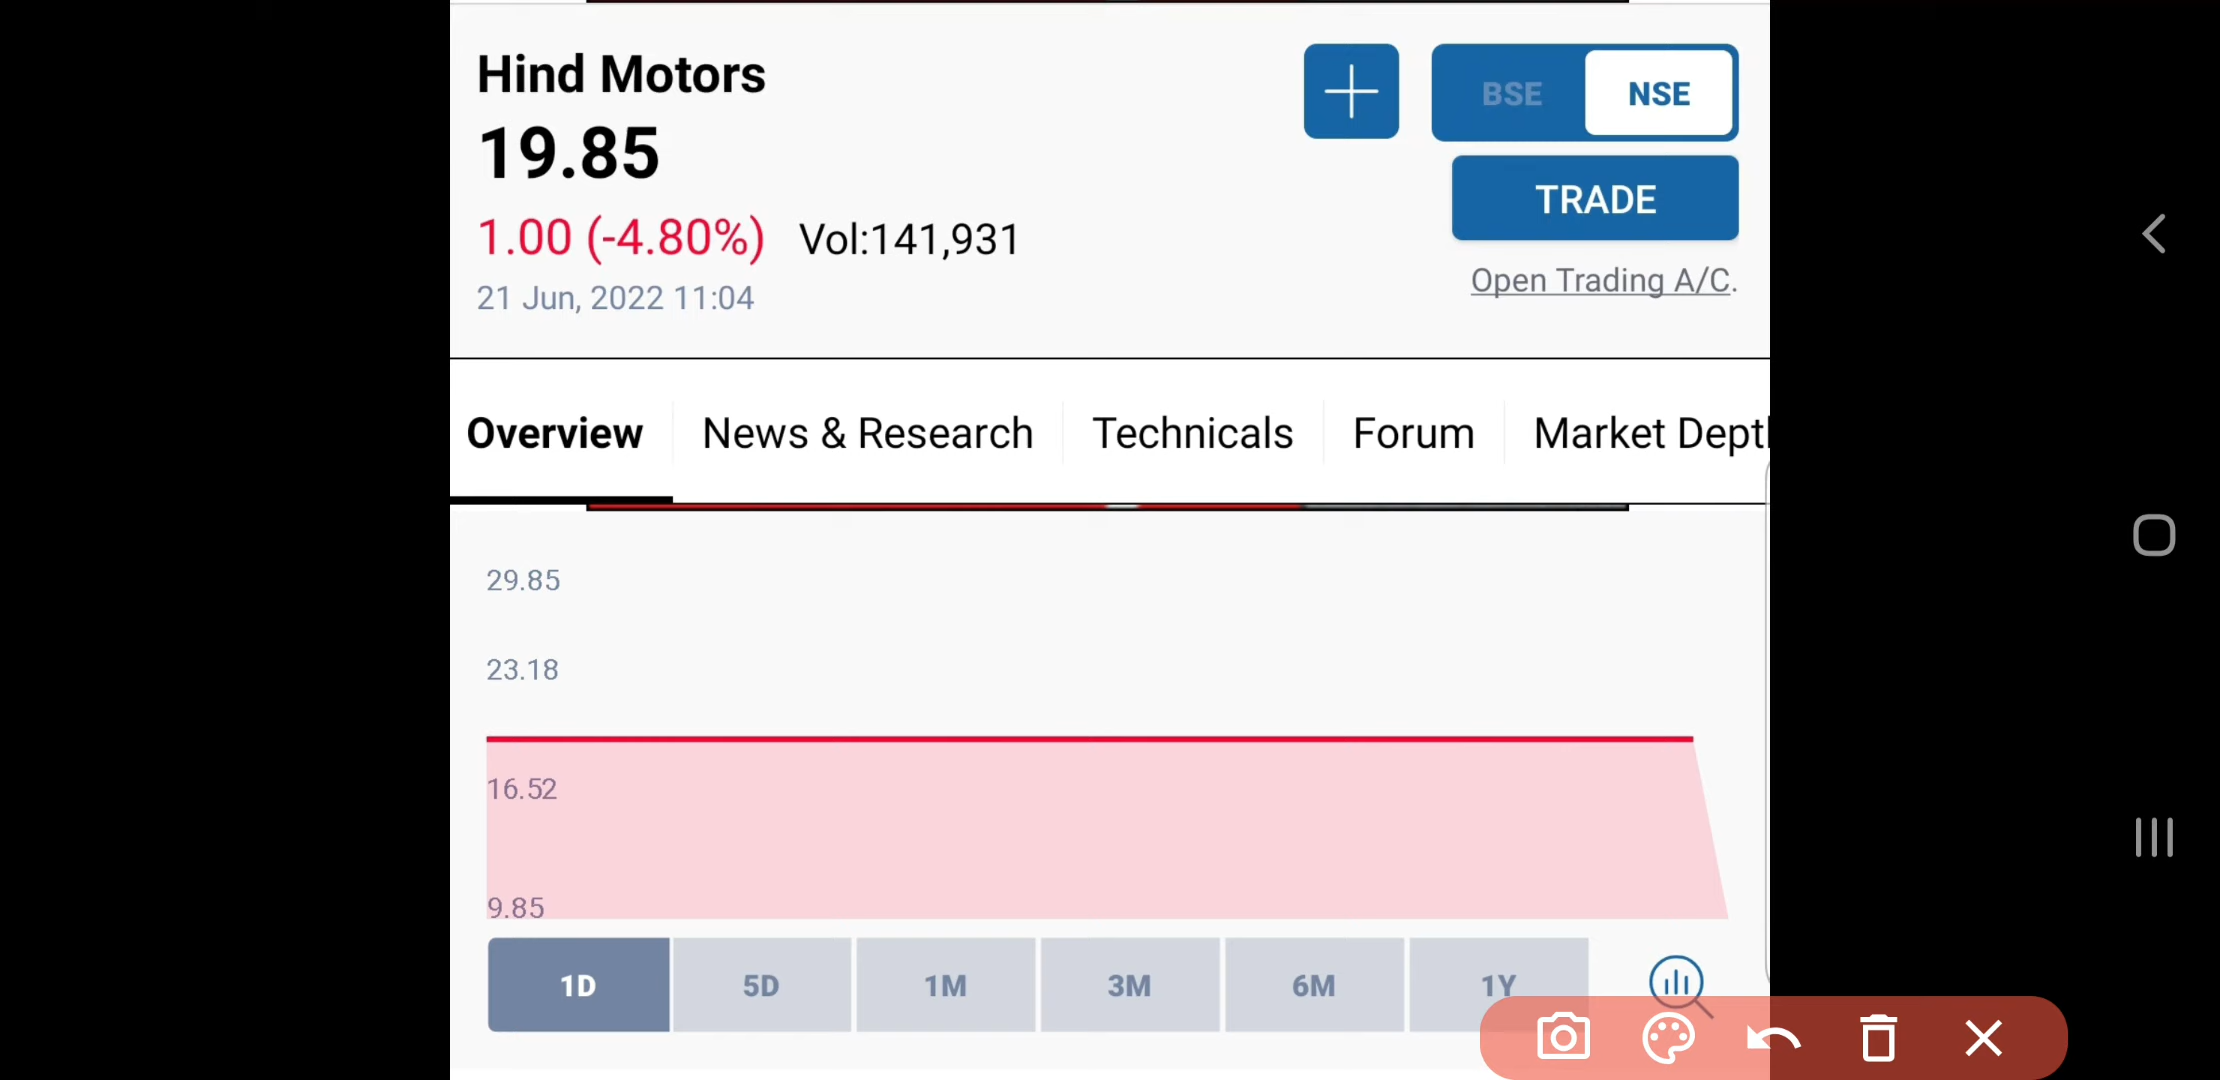 Hind Motors
19.85
1.00 (-4.80%) Vol:141,931
21 Jun, 2022 11:04
BSE NSE
TRADE
Open Trading A/C.
Overview News & Research Technicals Forum Market Dept
29.85
23.18
16.52
9.85
1D 5D 1M 3M 6M 1Y